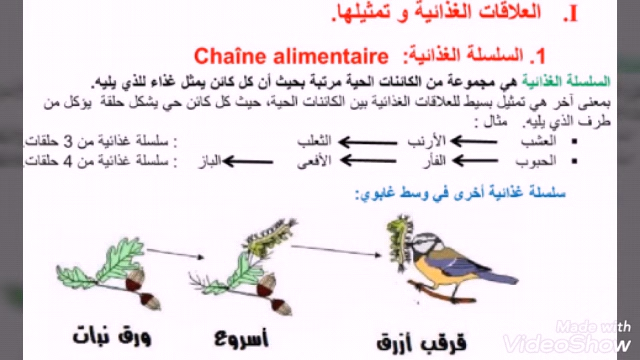 I. العلاقات الغذائية و تمثيلها.
1. السلسلة الغذائية: Chaîne alimentaire
السلسلة الغذائية هي مجموعة من الكائنات الحية مرتبة بحيث أن كل كائن يمثل غذاء للذي يليه.
بمعنى آخر هي تمثيل بسيط للعلاقات الغذائية بين الكائنات الحية، حيث كل كائن حي يشكل حلقة يؤكل من
طرف الذي يليه. مثال :
العشب الأرنب الثعلب : سلسلة غذائية من 3 حلقات.
الحبوب الفأر الأفعى الباز : سلسلة غذائية من 4 حلقات.
سلسلة غذائية أخرى في وسط غابوي:
ورق نبات أسروع قرقب أزرق
Made with
VideoShow